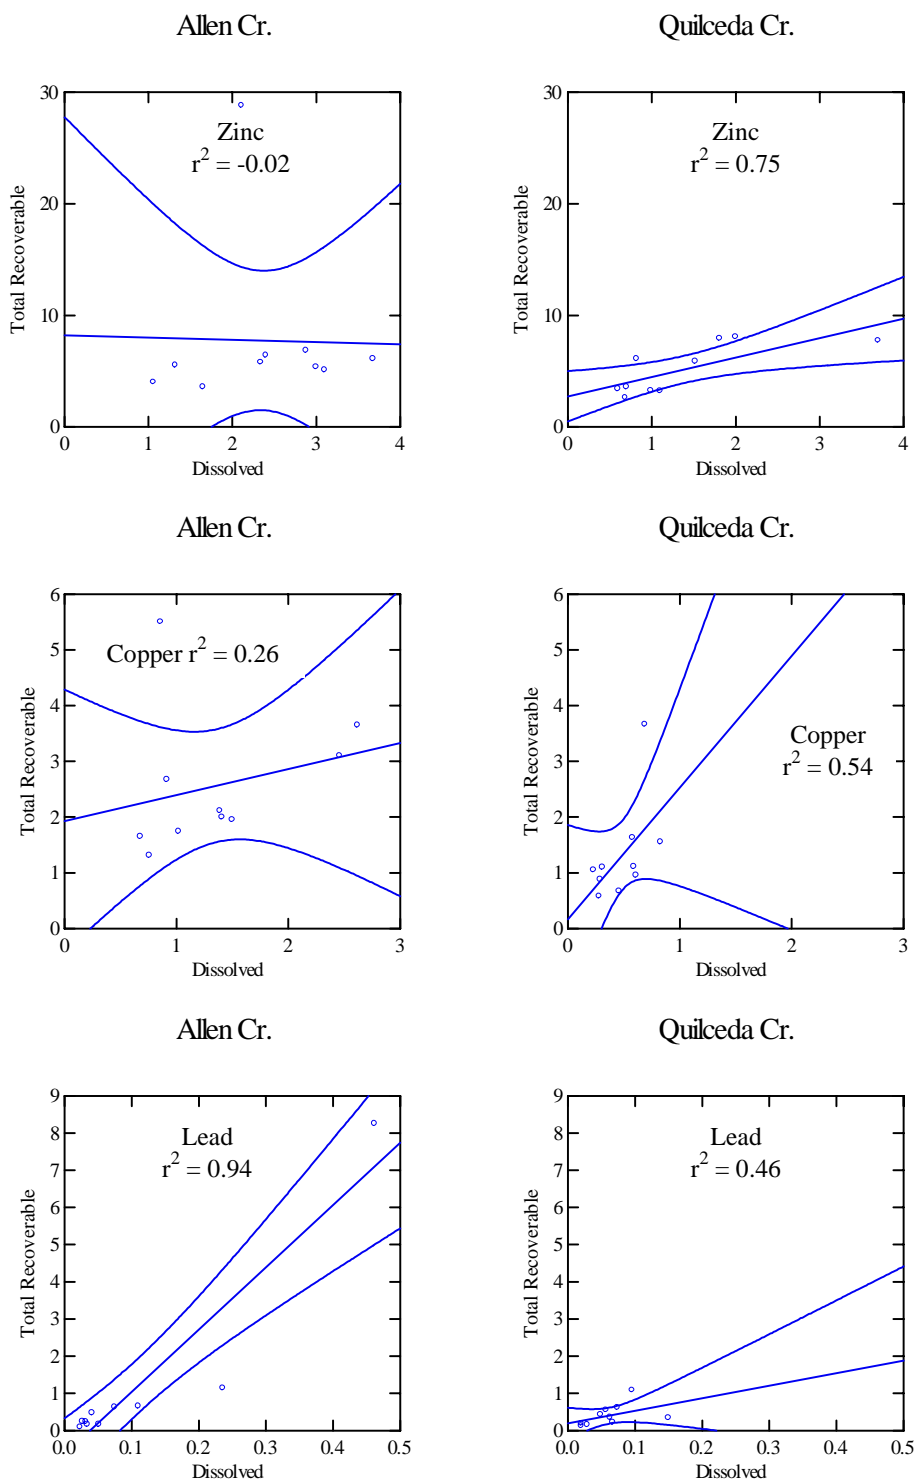 Allen Cr.
Quilceda Cr.
30
20
10
0
Total Recoverable
Zinc
r² = -0.02
0 1 2 3 4
Dissolved
30
20
10
0
Total Recoverable
Zinc
r² = 0.75
0 1 2 3 4
Dissolved
Allen Cr.
Quilceda Cr.
6
5
4
3
2
1
0
Total Recoverable
Copper r² = 0.26
0 1 2 3
Dissolved
6
5
4
3
2
1
0
Total Recoverable
Copper
r² = 0.54
0 1 2 3
Dissolved
Allen Cr.
Quilceda Cr.
9
8
7
6
5
4
3
2
1
0
Total Recoverable
Lead
r² = 0.94
0.0 0.1 0.2 0.3 0.4 0.5
Dissolved
9
8
7
6
5
4
3
2
1
0
Total Recoverable
Lead
r² = 0.46
0.0 0.1 0.2 0.3 0.4 0.5
Dissolved